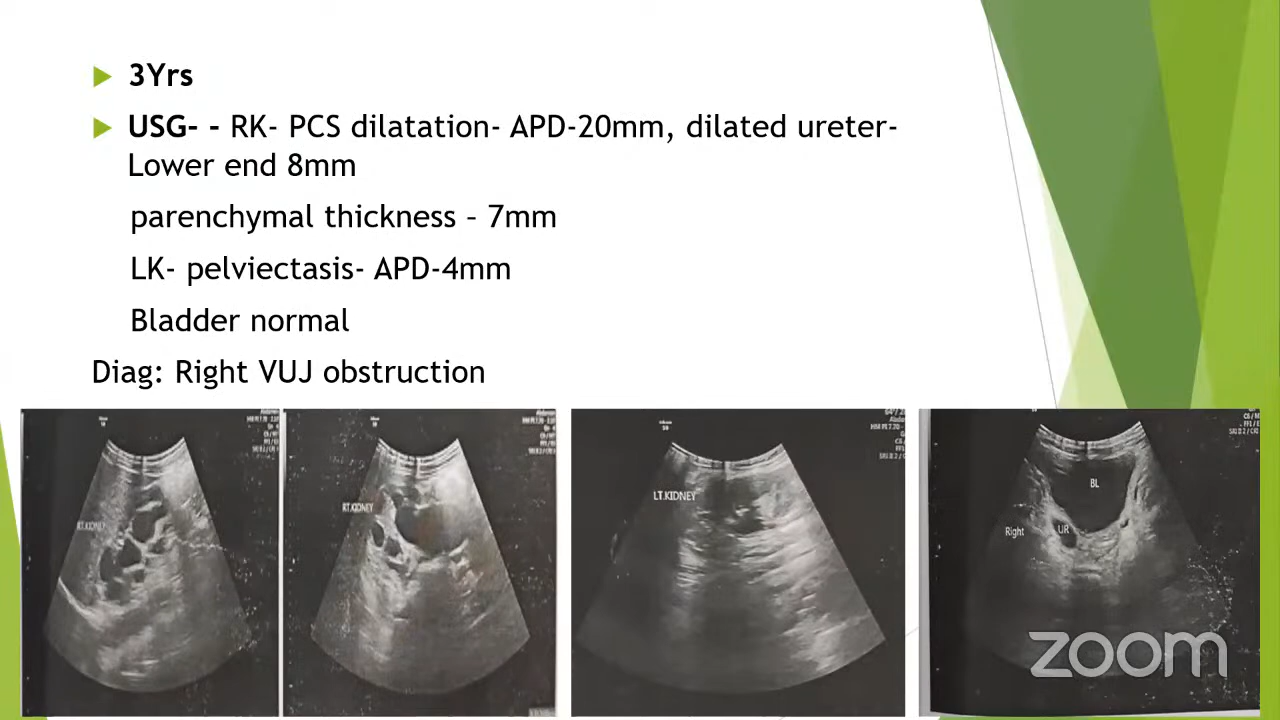 3Yrs
USG- - RK- PCS dilatation- APD-20mm, dilated ureter-
Lower end 8mm
parenchymal thickness – 7mm
LK- pelviectasis- APD-4mm
Bladder normal
Diag: Right VUJ obstruction
RT.KIDNEY
RT.KIDNEY
LT.KIDNEY
BL
Right
UR
zoom